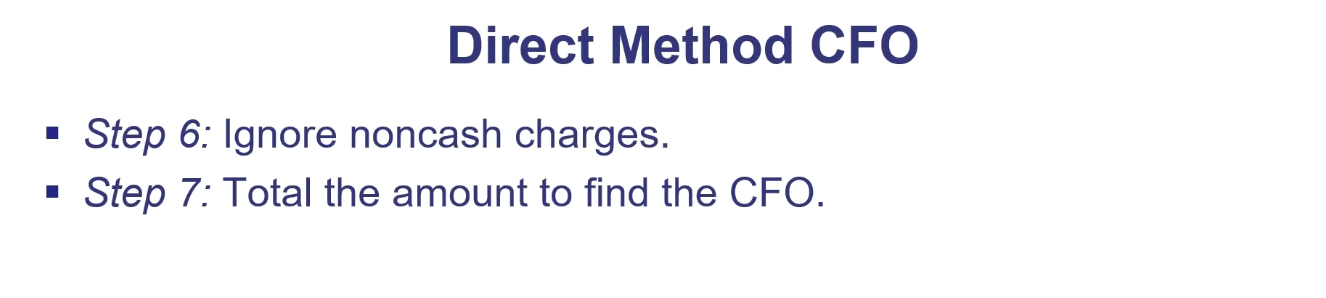 Direct Method CFO
▪ Step 6: Ignore noncash charges.
▪ Step 7: Total the amount to find the CFO.